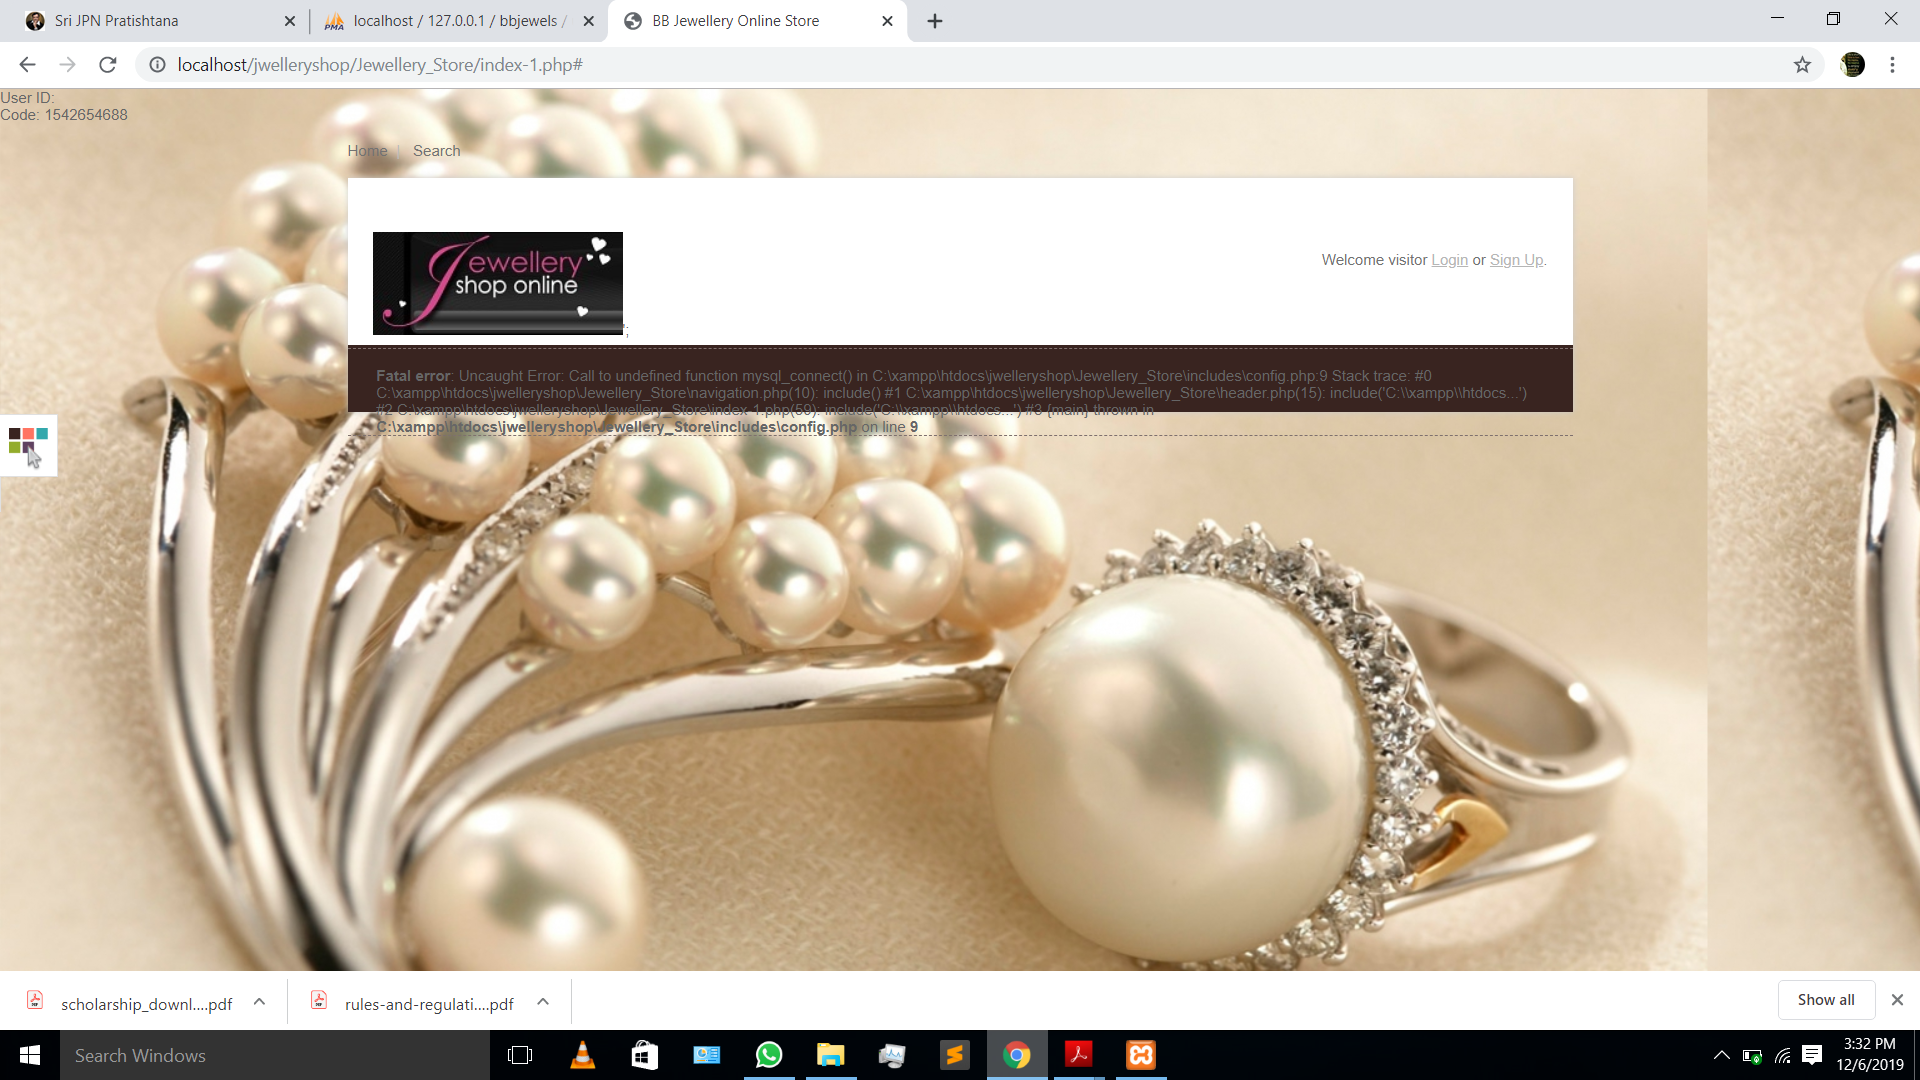 Sri JPN Pratishtana
localhost / 127.0.0.1 / bbjewels /
BB Jewellery Online Store
localhost/jwelleryshop/Jewellery_Store/index-1.php#
User ID:
Code: 1542654688
Home | Search
Jewellery
shop online
';
Welcome visitor Login or Sign Up.
Fatal error: Uncaught Error: Call to undefined function mysql_connect() in C:\xampp\htdocs\jwelleryshop\Jewellery_Store\includes\config.php:9 Stack trace: #0
C:\xampp\htdocs\jwelleryshop\Jewellery_Store\navigation.php(10): include() #1 C:\xampp\htdocs\jwelleryshop\Jewellery_Store\header.php(15): include('C:\\xampp\\htdocs...')
#2 C:\xampp\htdocs\jwelleryshop\Jewellery_Store\index-1.php(59): include('C:\\xampp\\htdocs...') #3 {main} thrown in
C:\xampp\htdocs\jwelleryshop\Jewellery_Store\includes\config.php on line 9
scholarship_downl....pdf
rules-and-regulati....pdf
Show all
Search Windows
3:32 PM
12/6/2019